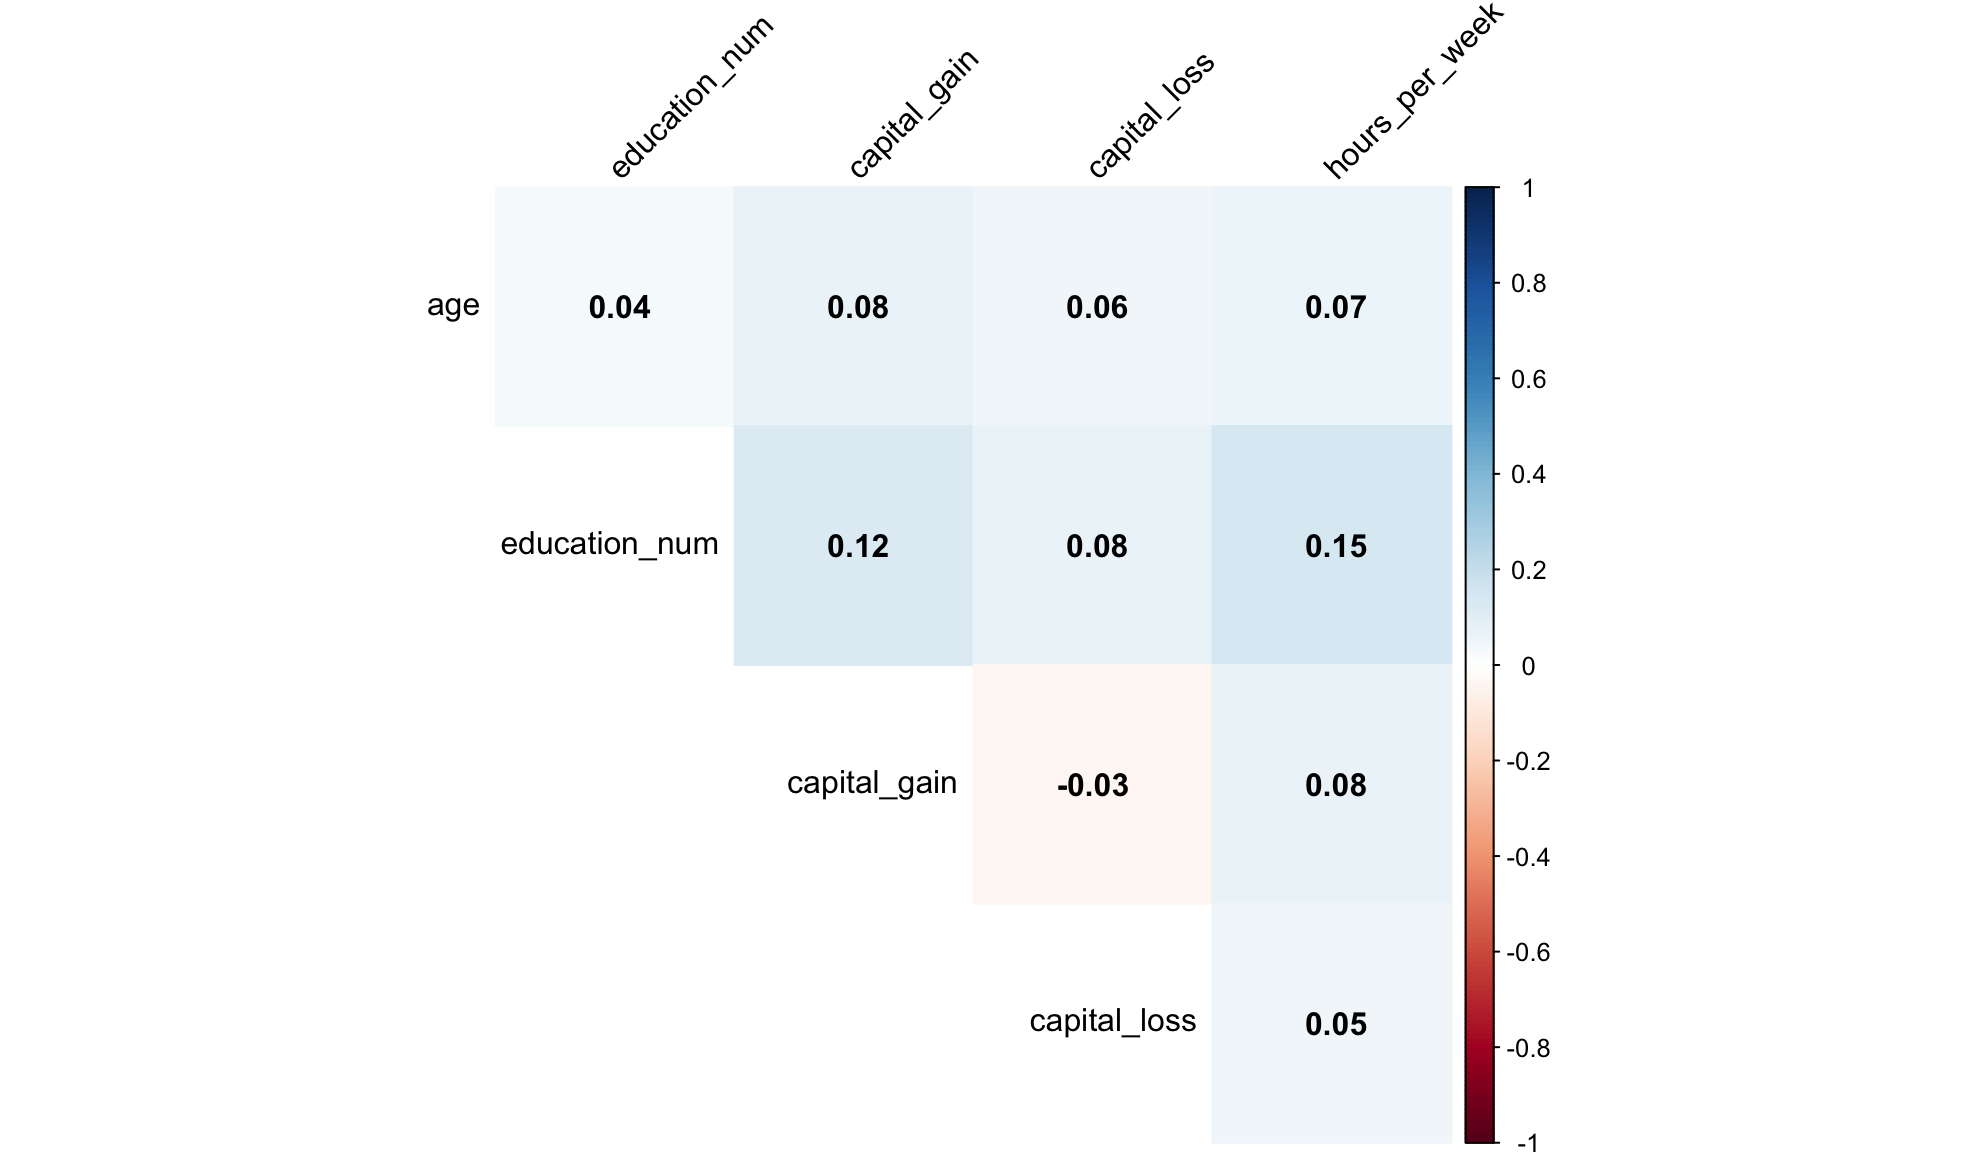 education_num capital_gain capital_loss hours_per_week
age 0.04 0.08 0.06 0.07
education_num 0.12 0.08 0.15
capital_gain -0.03 0.08
capital_loss 0.05
1
0.8
0.6
0.4
0.2
0
-0.2
-0.4
-0.6
-0.8
-1